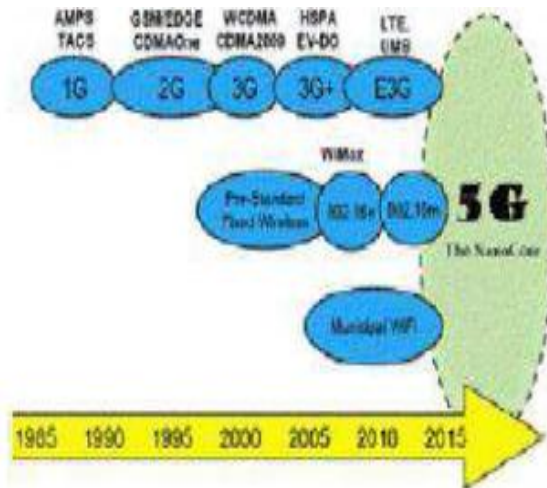 AMPS TACS
GSM/EDGE CDMAOne
WCDMA CDMA2000
HSPA EV-DO
LTE, UMB
1G
2G
3G
3G+
E3G
WiMax
Pre-Standard
Fixed Wireless
802.16e
802.16m
5G
The NanoCore
Municipal WiFi
1985 1990 1995 2000 2005 2010 2015